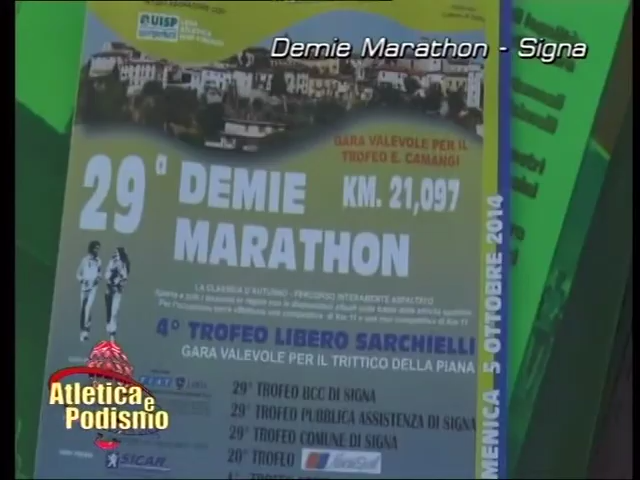 UISP
Demie Marathon - Signa
GARA VALEVOLE PER IL
TROFEO E. CAMANGI
29ª DEMIE
MARATHON
KM. 21,097
LA CLASSICA D'AUTUNNO - PERCORSO INTERAMENTE ASFALTATO
4° TROFEO LIBERO SARCHIELLI
GARA VALEVOLE PER IL TRITTICO DELLA PIANA
29° TROFEO BCC DI SIGNA
29° TROFEO PUBBLICA ASSISTENZA DI SIGNA
29° TROFEO COMUNE DI SIGNA
20° TROFEO
MENICA 5 OTTOBRE 2014
Atletica e
Podismo
SICAR